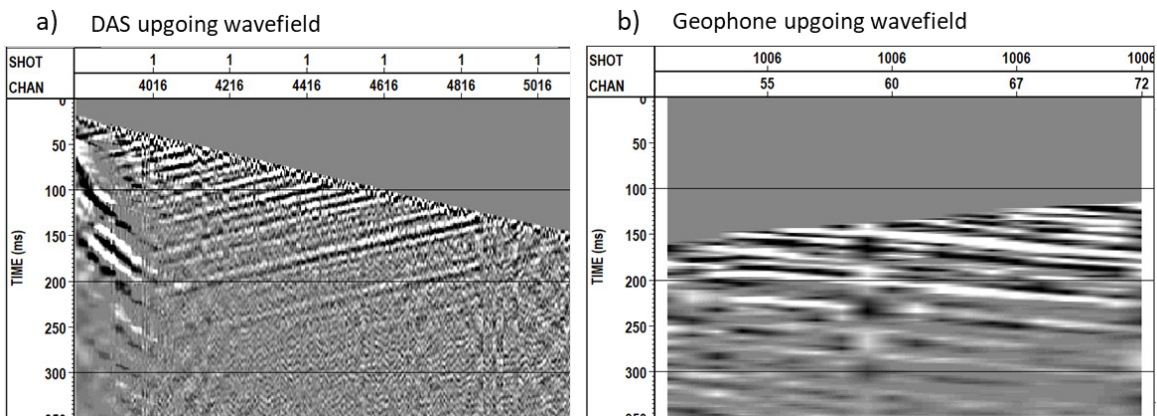 a) DAS upgoing wavefield
SHOT 1 1 1 1 1 1
CHAN 4016 4216 4416 4616 4816 5016
0
50
100
150
200
250
300
TIME (ms)
b) Geophone upgoing wavefield
SHOT 1006 1006 1006 1006
CHAN 55 60 67 72
0
50
100
150
200
250
300
TIME (ms)